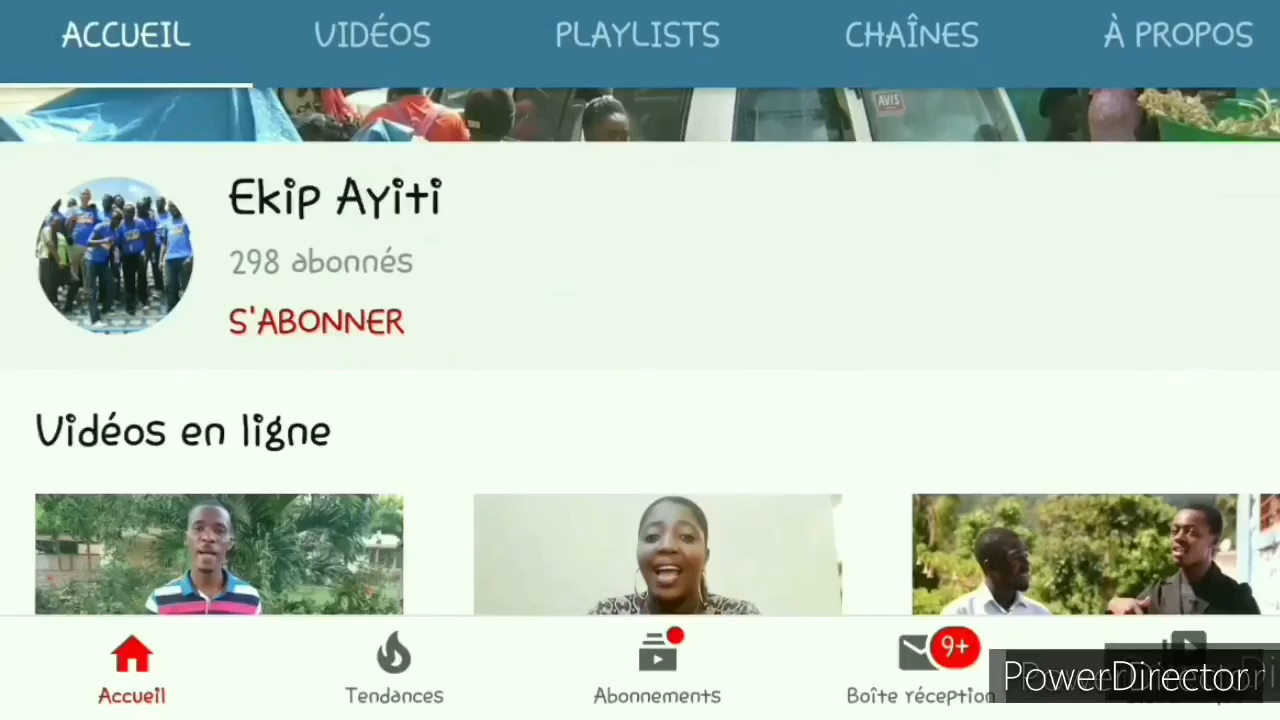 ACCUEIL VIDÉOS PLAYLISTS CHAÎNES À PROPOS
AVIS
Ekip Ayiti
298 abonnés
S'ABONNER
Vidéos en ligne
9+
Accueil Tendances Abonnements Boîte réception
PowerDirector